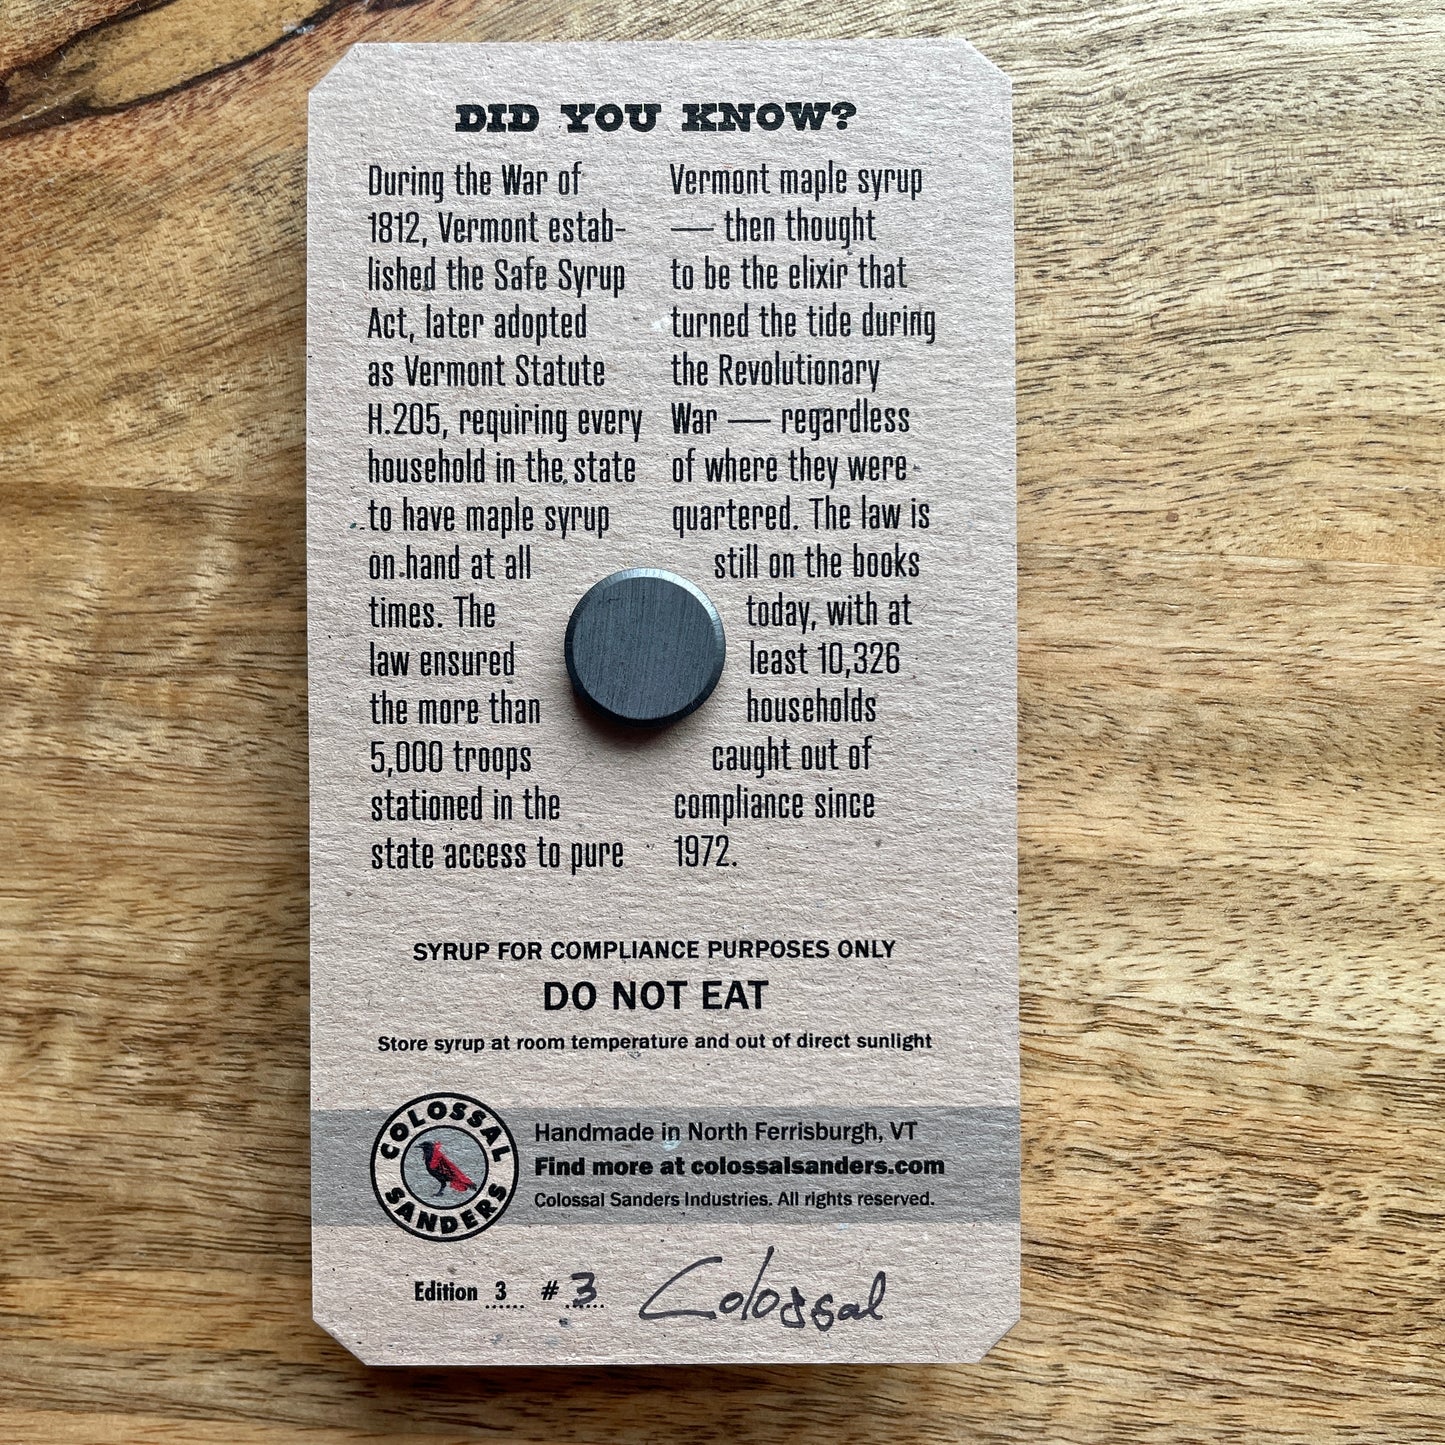 DID YOU KNOW?
During the War of
1812, Vermont estab-
lished the Safe Syrup
Act, later adopted
as Vermont Statute
H.205, requiring every
household in the state
to have maple syrup
on hand at all
times. The
law ensured
the more than
5,000 troops
stationed in the
state access to pure
Vermont maple syrup
— then thought
to be the elixir that
turned the tide during
the Revolutionary
War — regardless
of where they were
quartered. The law is
still on the books
today, with at
least 10,326
households
caught out of
compliance since
1972.
SYRUP FOR COMPLIANCE PURPOSES ONLY
DO NOT EAT
Store syrup at room temperature and out of direct sunlight
COLOSSAL
SANDERS
Handmade in North Ferrisburgh, VT
Find more at colossalsanders.com
Colossal Sanders Industries. All rights reserved.
Edition 3 # 3 Colossal